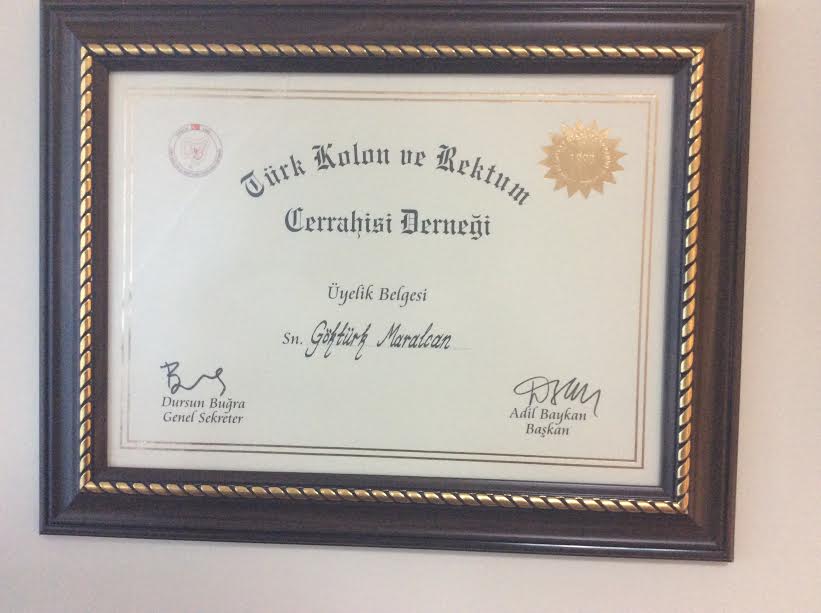 Türk Kolon ve Rektum
Cerrahisi Derneği
Üyelik Belgesi
Sn. Göktürk Maralcan
Dursun Buğra
Genel Sekreter
Adil Baykan
Başkan